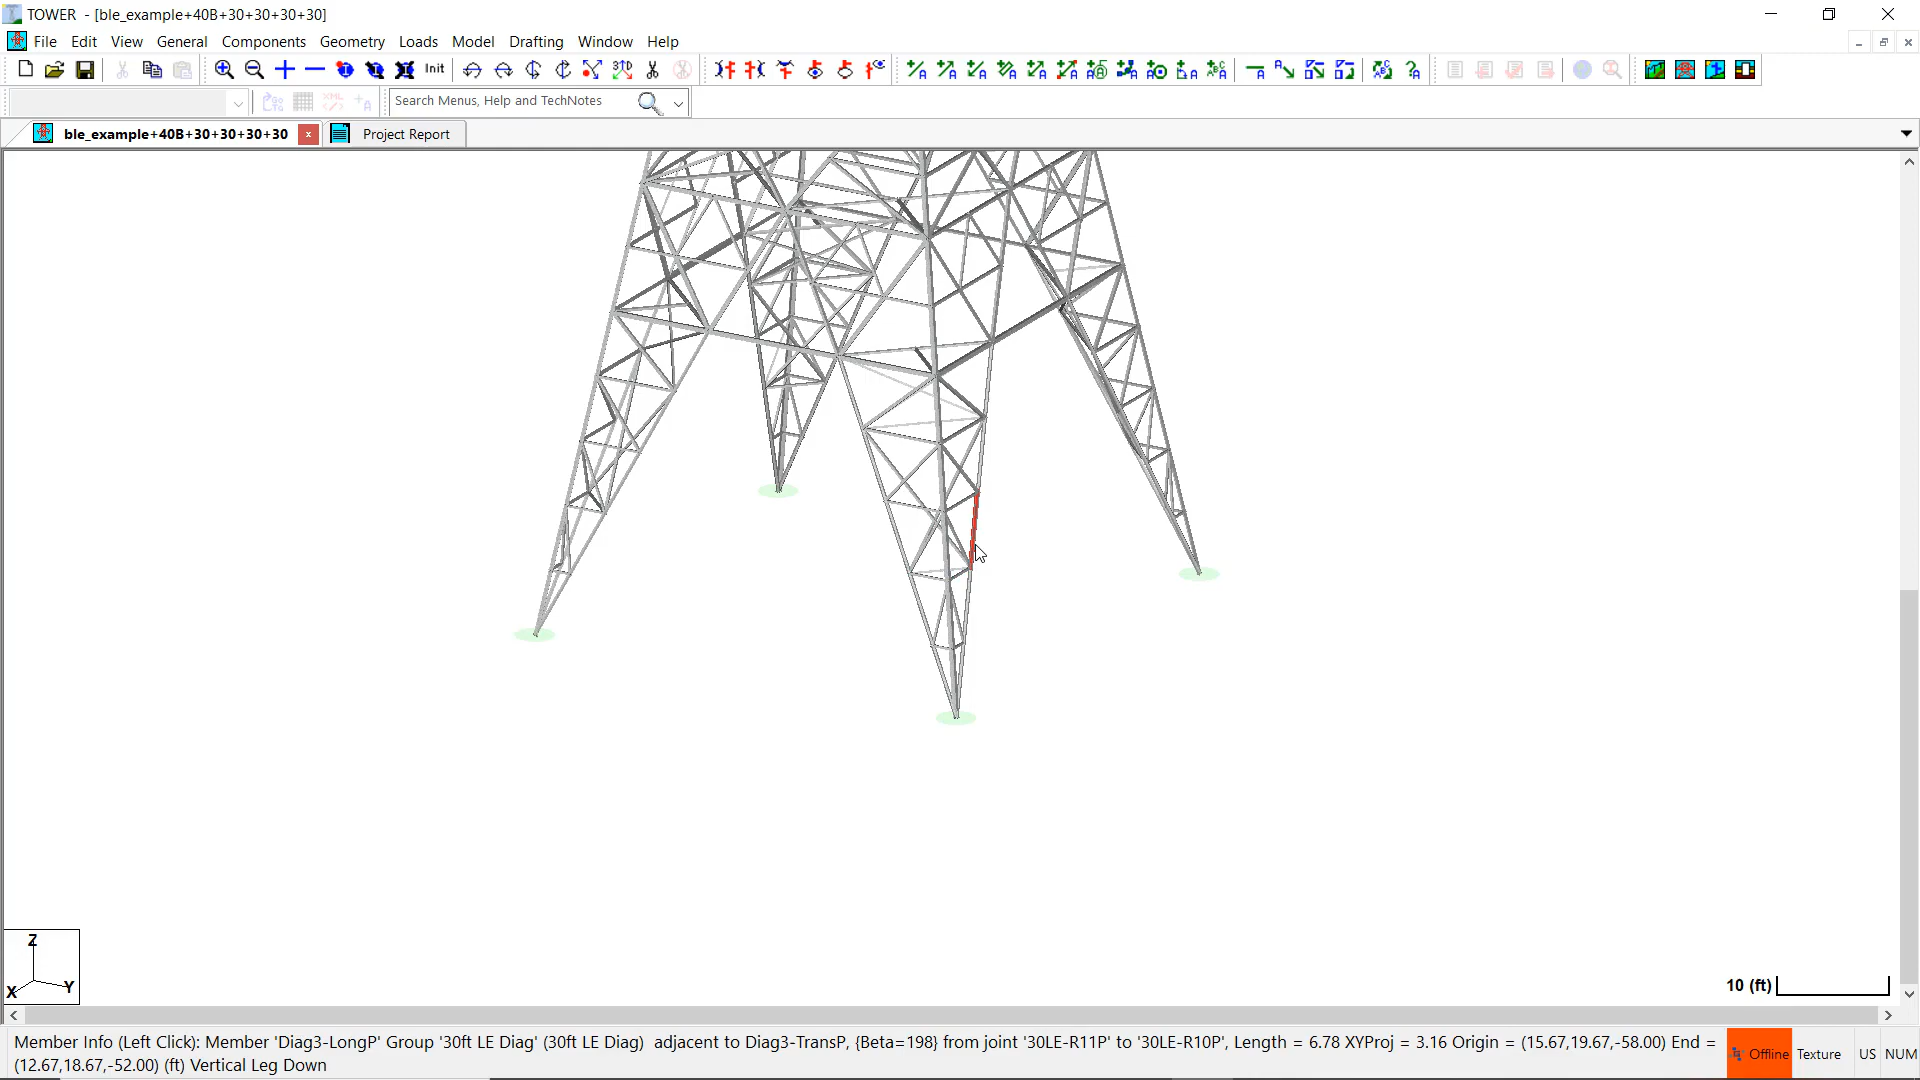 TOWER - [ble_example+40B+30+30+30+30]
File Edit View General Components Geometry Loads Model Drafting Window Help
Init
Search Menus, Help and TechNotes
ble_example+40B+30+30+30+30 x Project Report
Z
X Y
10 (ft)
Member Info (Left Click): Member 'Diag3-LongP' Group '30ft LE Diag' (30ft LE Diag) adjacent to Diag3-TransP, {Beta=198} from joint '30LE-R11P' to '30LE-R10P', Length = 6.78 XYProj = 3.16 Origin = (15.67,19.67,-58.00) End =
(12.67,18.67,-52.00) (ft) Vertical Leg Down
Offline Texture US NUM